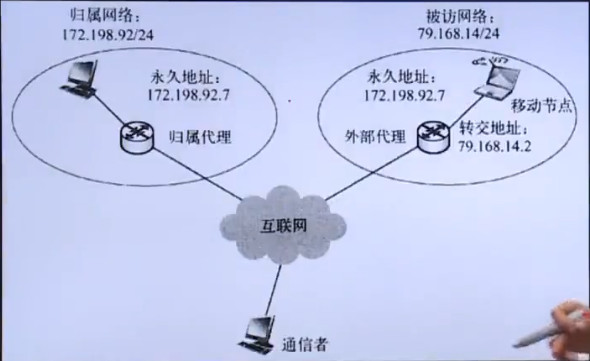 归属网络：
172.198.92/24
被访网络：
79.168.14/24
永久地址：
172.198.92.7
归属代理
永久地址：
172.198.92.7
移动节点
外部代理
转交地址：
79.168.14.2
互联网
通信者